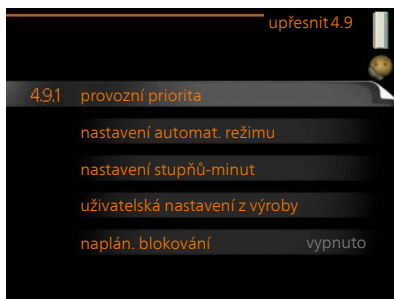 upřesnit 4.9
4.9.1 provozní priorita
nastavení automat. režimu
nastavení stupňů-minut
uživatelská nastavení z výroby
naplán. blokování vypnuto